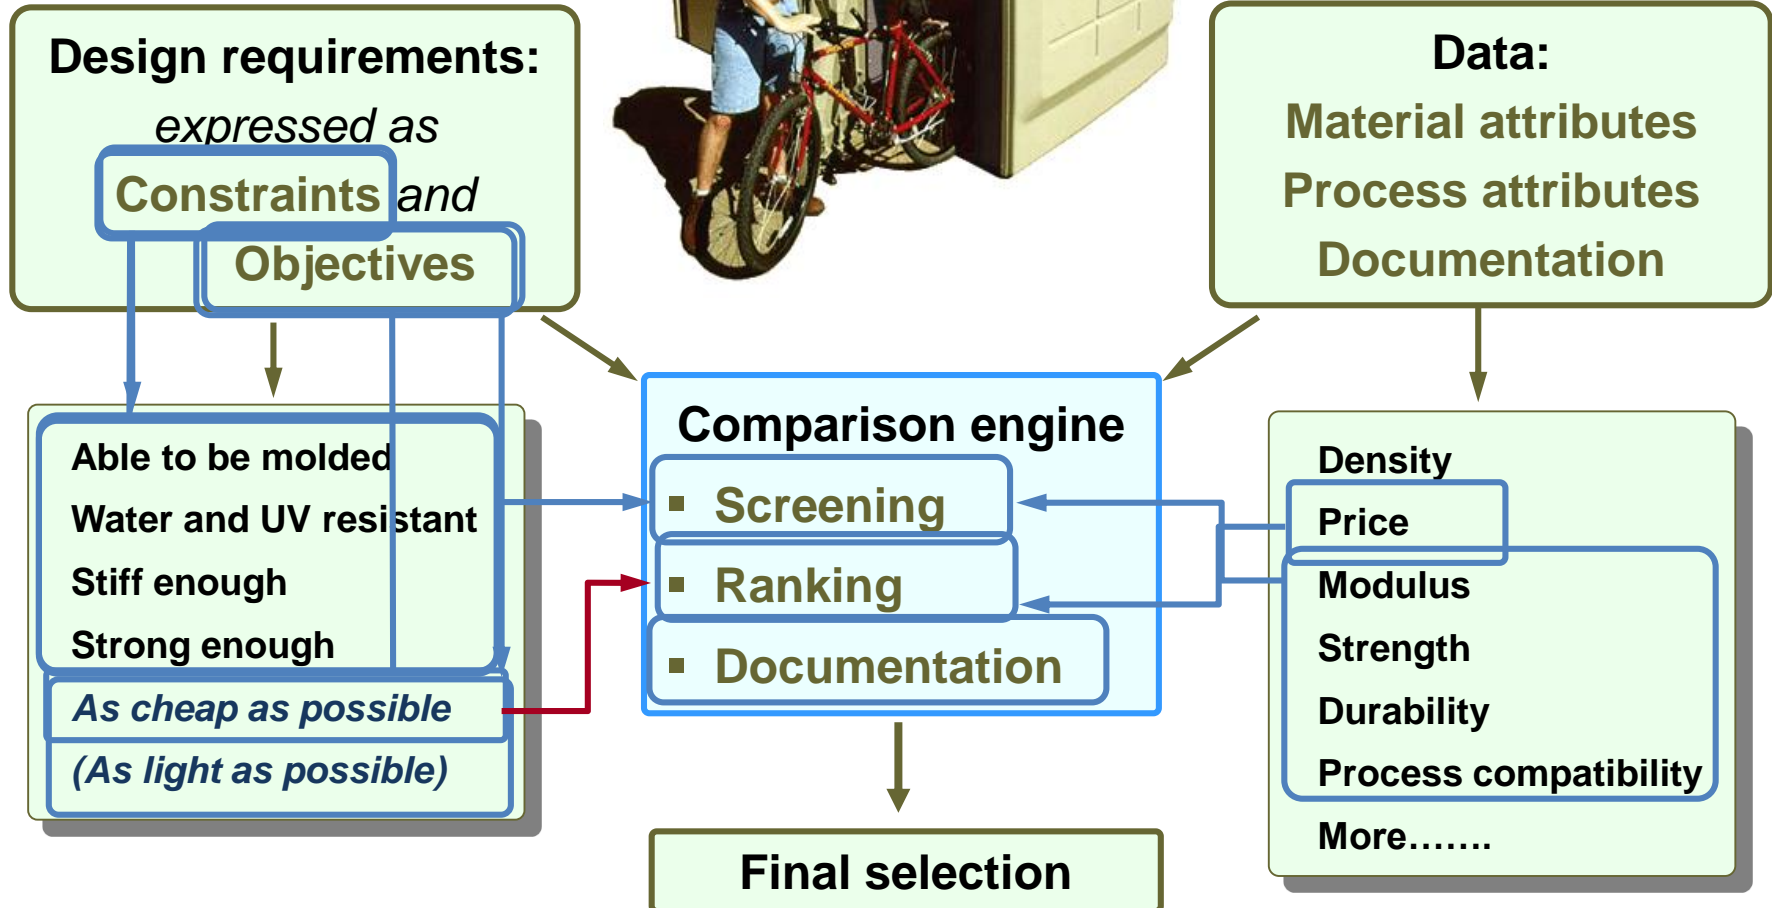 Design requirements:
expressed as
Constraints and
Objectives
Data:
Material attributes
Process attributes
Documentation
Able to be molded
Water and UV resistant
Stiff enough
Strong enough
As cheap as possible
(As light as possible)
Comparison engine
▪ Screening
▪ Ranking
▪ Documentation
Density
Price
Modulus
Strength
Durability
Process compatibility
More…….
Final selection